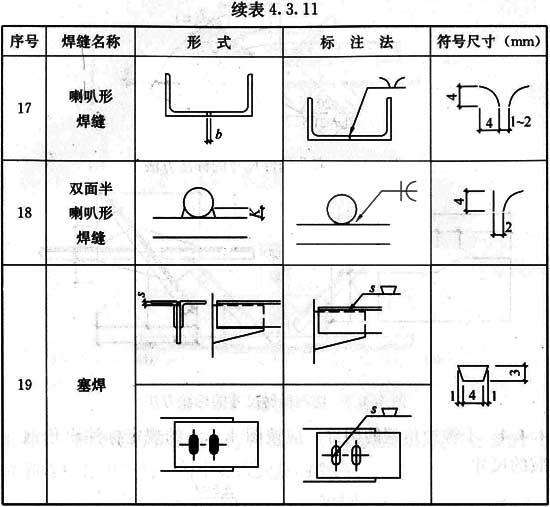 续表4.3.11
序号 焊缝名称 形 式 标 注 法 符号尺寸(mm)
17 喇叭形焊缝 b 4 4 1~2
18 双面半喇叭形焊缝 K 4 2
19 塞焊 s s 3 1 4 1
s